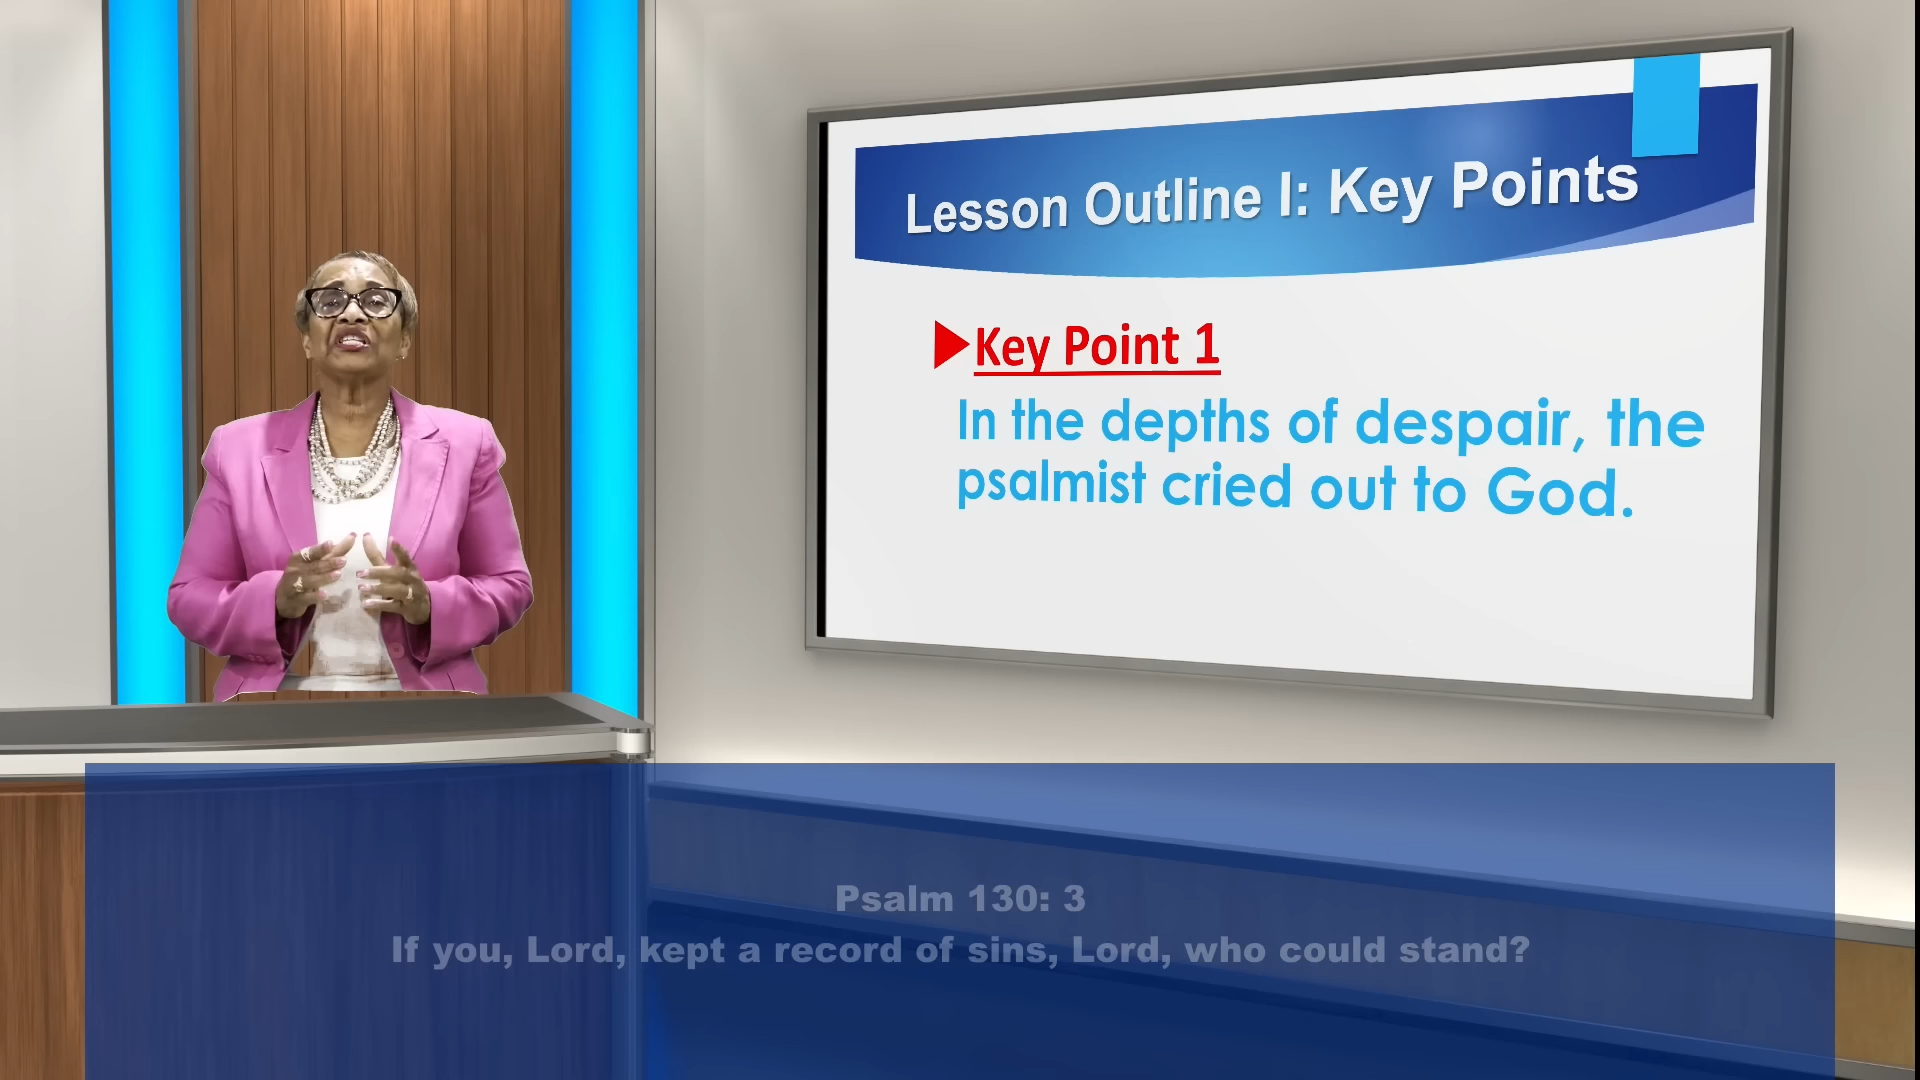 Lesson Outline I: Key Points
Key Point 1
In the depths of despair, the
psalmist cried out to God.
Psalm 130: 3
If you, Lord, kept a record of sins, Lord, who could stand?